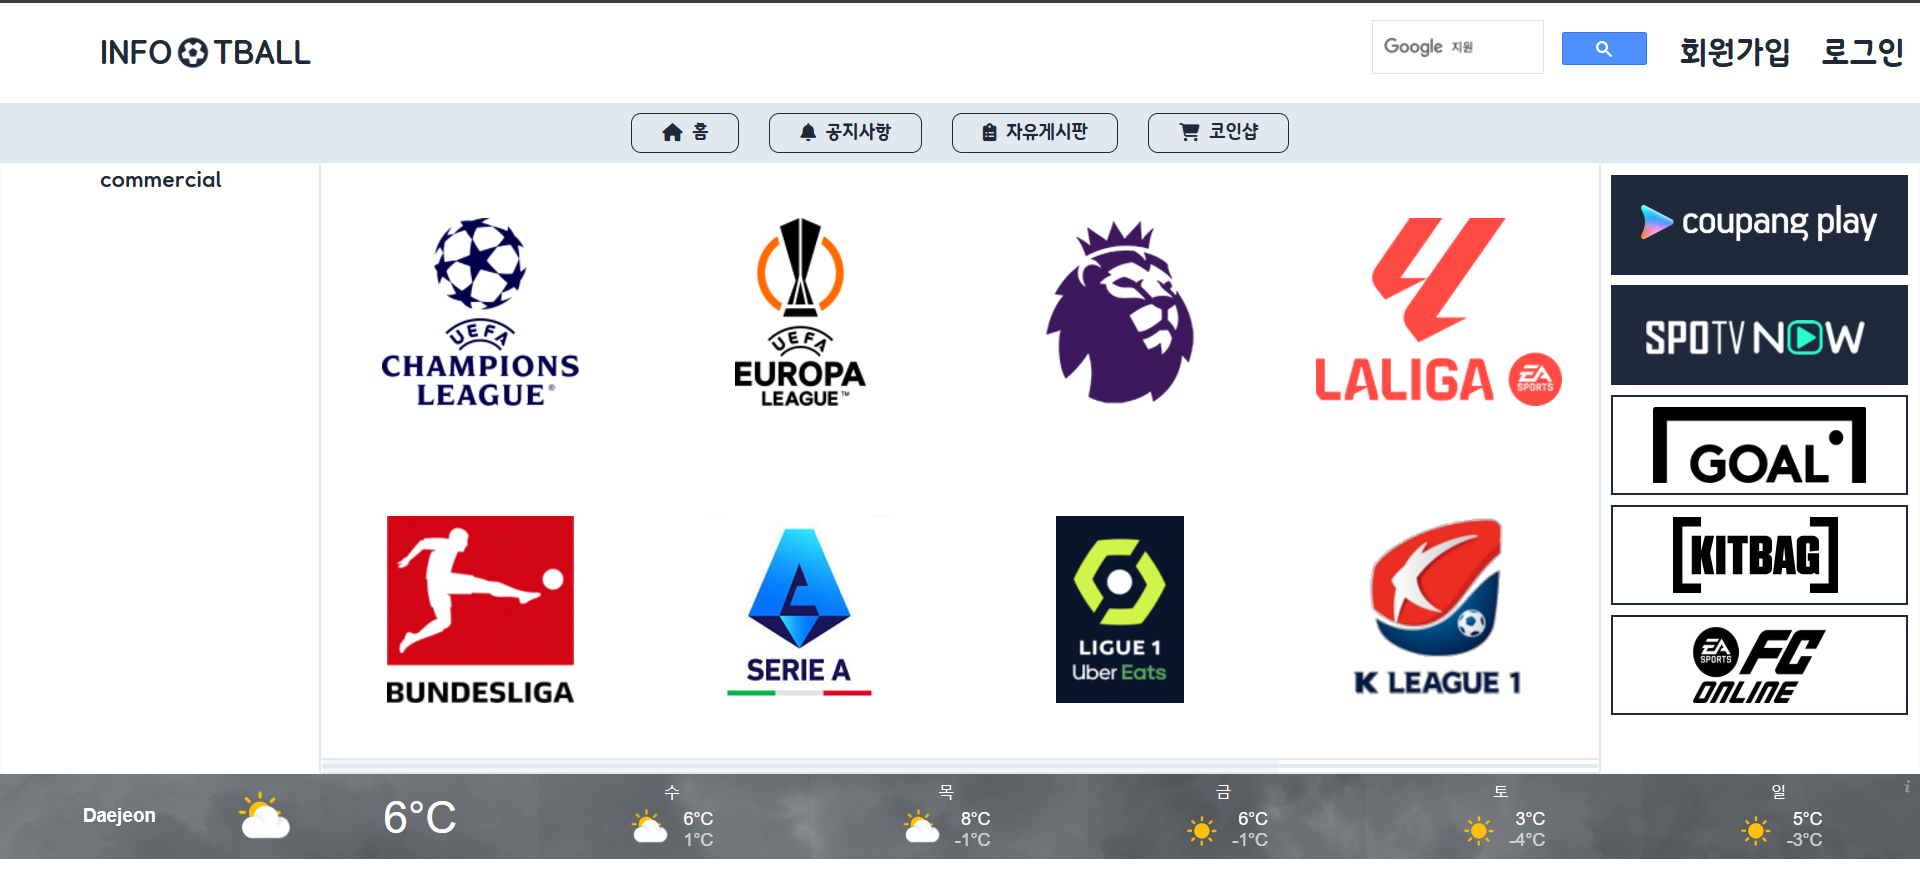 INFOOTBALL
Google 지원
회원가입 로그인
홈 공지사항 자유게시판 코인샵
commercial
UEFA
CHAMPIONS
LEAGUE®
UEFA
EUROPA
LEAGUE™
LALIGA EA SPORTS
BUNDESLIGA
SERIE A
LIGUE 1
Uber Eats
K LEAGUE 1
coupang play
SPOTV NOW
GOAL
[KITBAG]
EA SPORTS FC
ONLINE
Daejeon 6°C
수 6°C 1°C
목 8°C -1°C
금 6°C -1°C
토 3°C -4°C
일 5°C -3°C
i